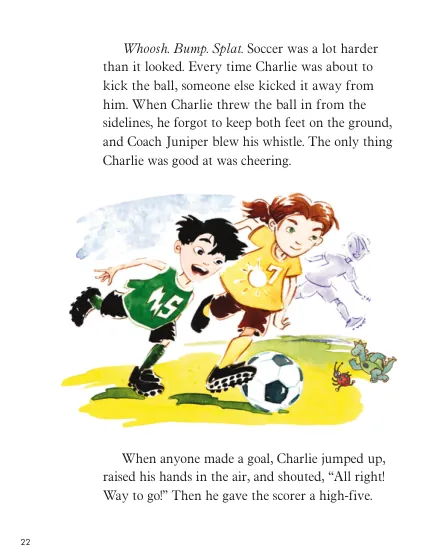 Whoosh. Bump. Splat. Soccer was a lot harder
than it looked. Every time Charlie was about to
kick the ball, someone else kicked it away from
him. When Charlie threw the ball in from the
sidelines, he forgot to keep both feet on the ground,
and Coach Juniper blew his whistle. The only thing
Charlie was good at was cheering.
5
7
When anyone made a goal, Charlie jumped up,
raised his hands in the air, and shouted, “All right!
Way to go!” Then he gave the scorer a high-five.
22